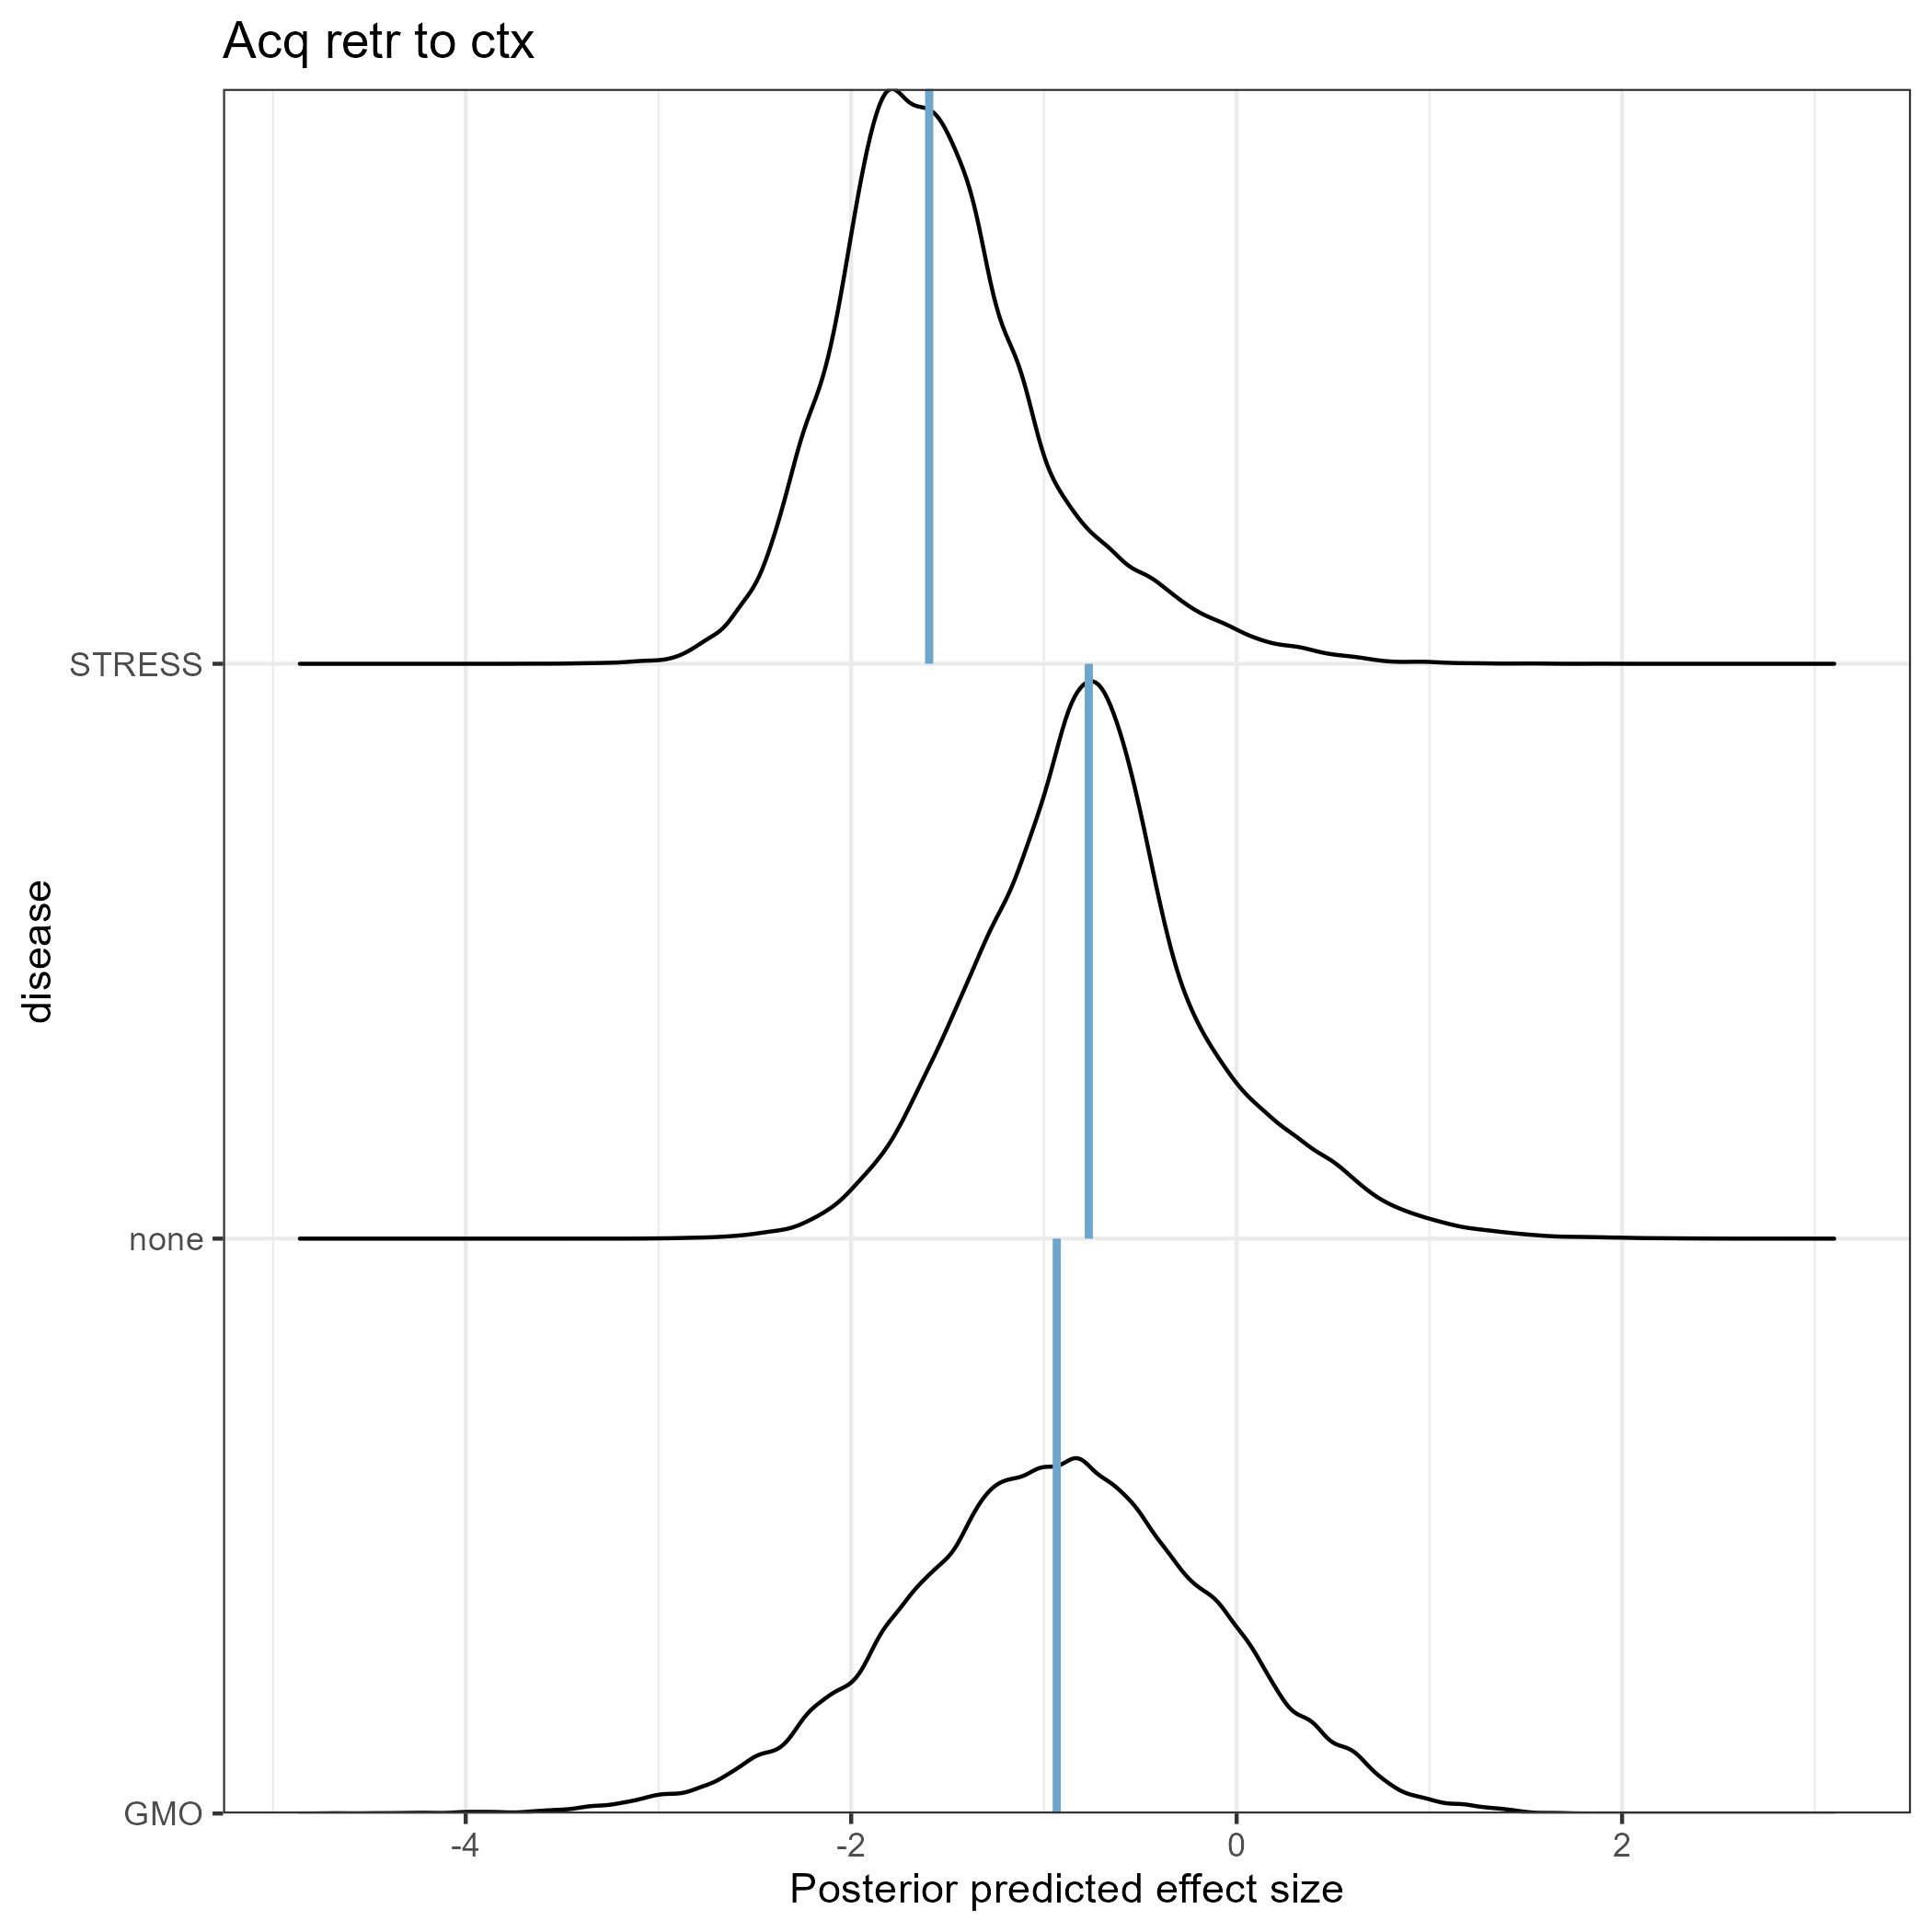 Acq retr to ctx
disease
STRESS
none
GMO
-4 -2 0 2
Posterior predicted effect size